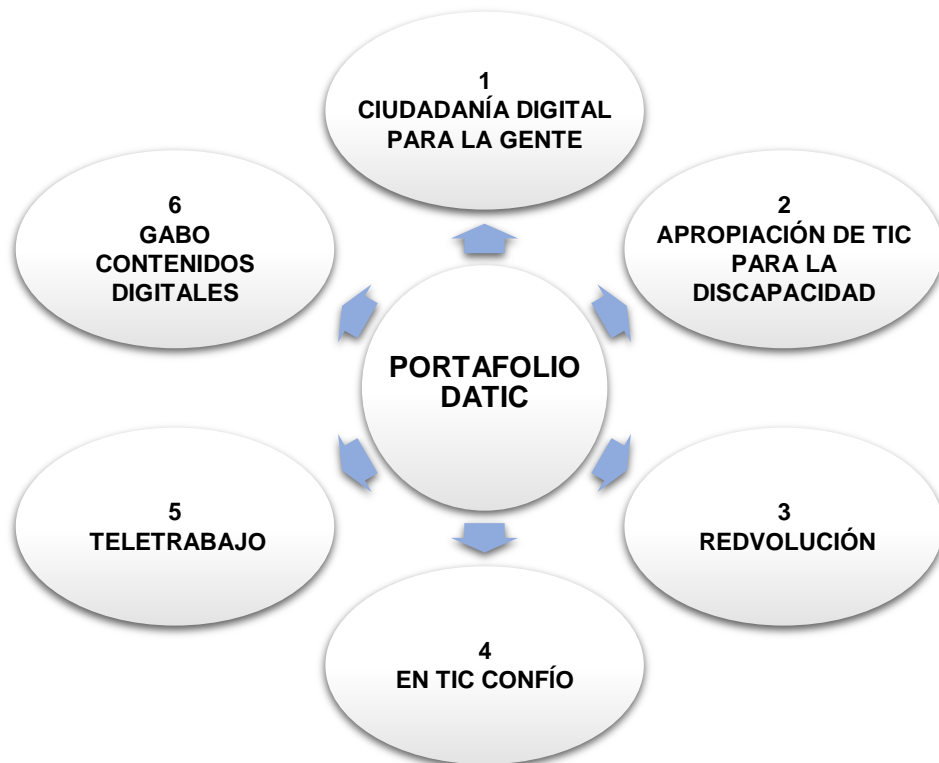 1
CIUDADANÍA DIGITAL
PARA LA GENTE
2
APROPIACIÓN DE TIC
PARA LA
DISCAPACIDAD
3
REDVOLUCIÓN
4
EN TIC CONFÍO
5
TELETRABAJO
6
GABO
CONTENIDOS
DIGITALES
PORTAFOLIO
DATIC